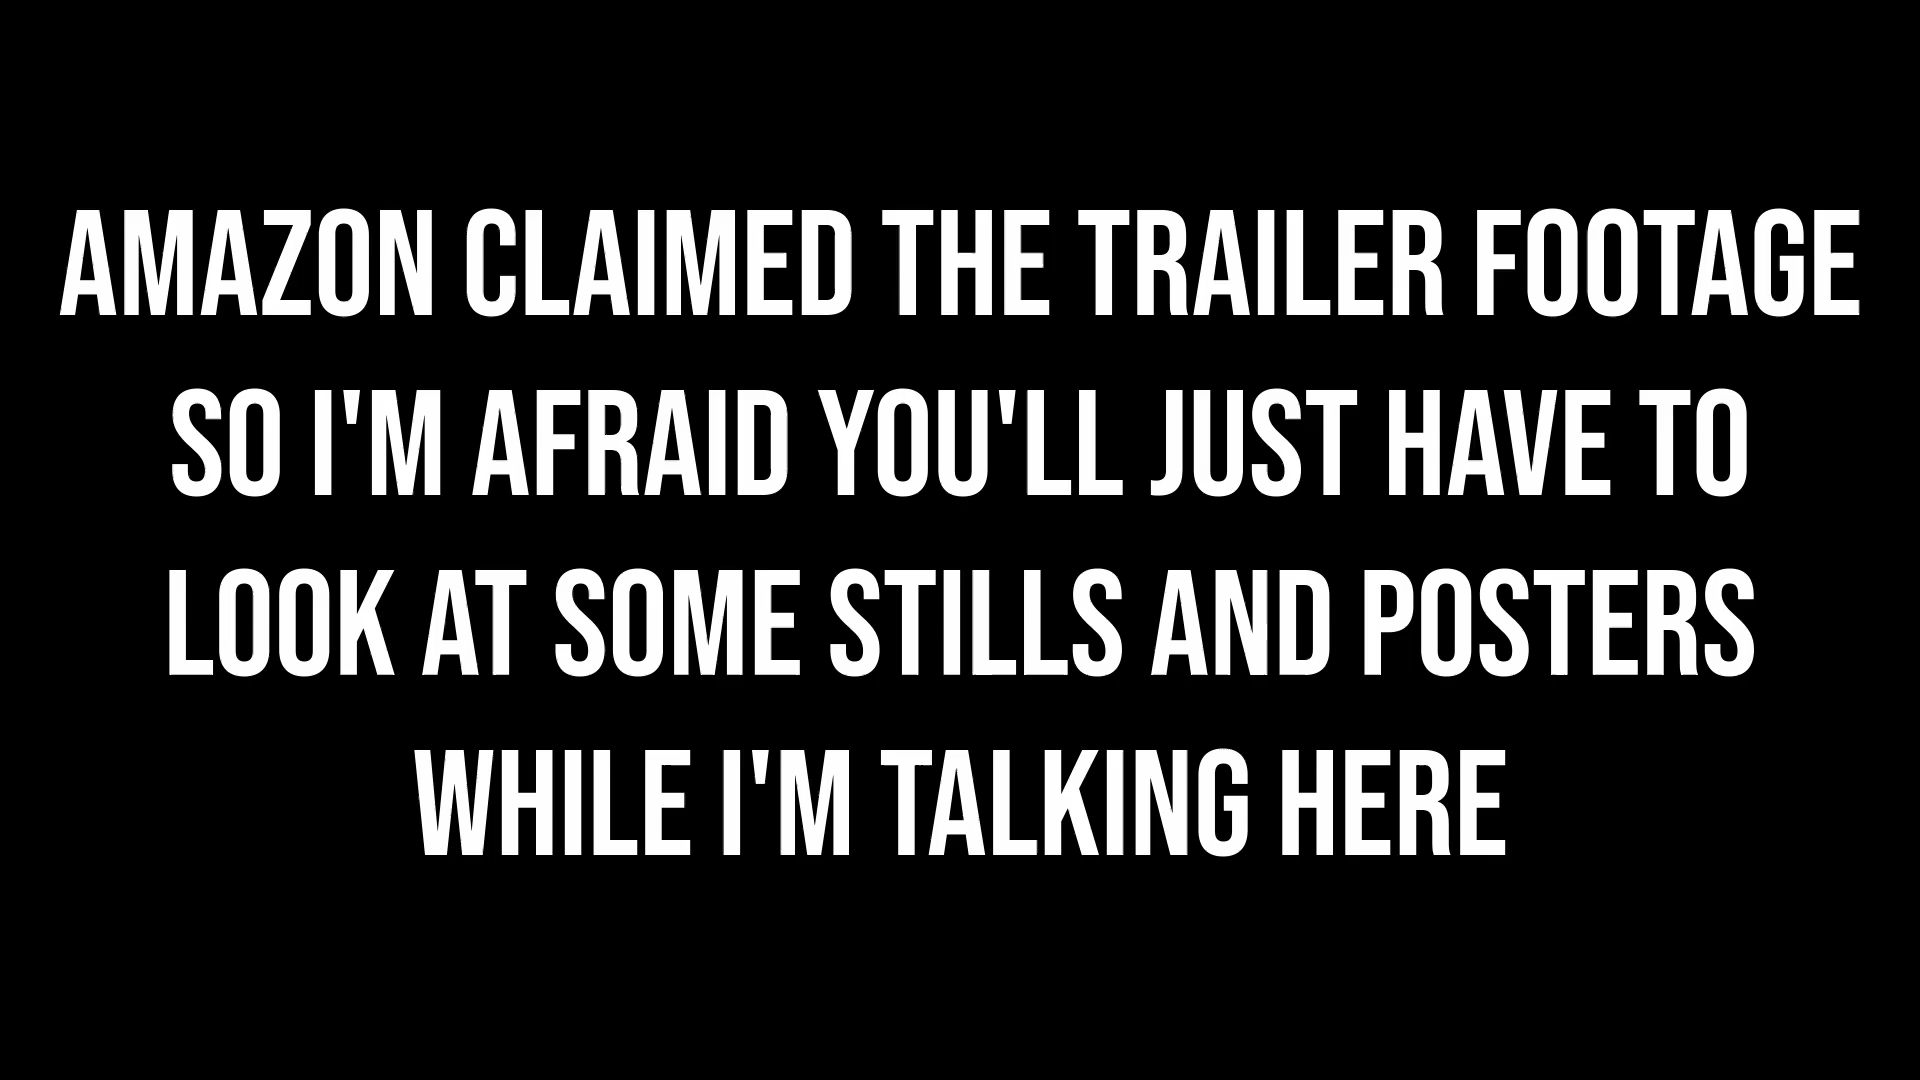 AMAZON CLAIMED THE TRAILER FOOTAGE
SO I'M AFRAID YOU'LL JUST HAVE TO
LOOK AT SOME STILLS AND POSTERS
WHILE I'M TALKING HERE